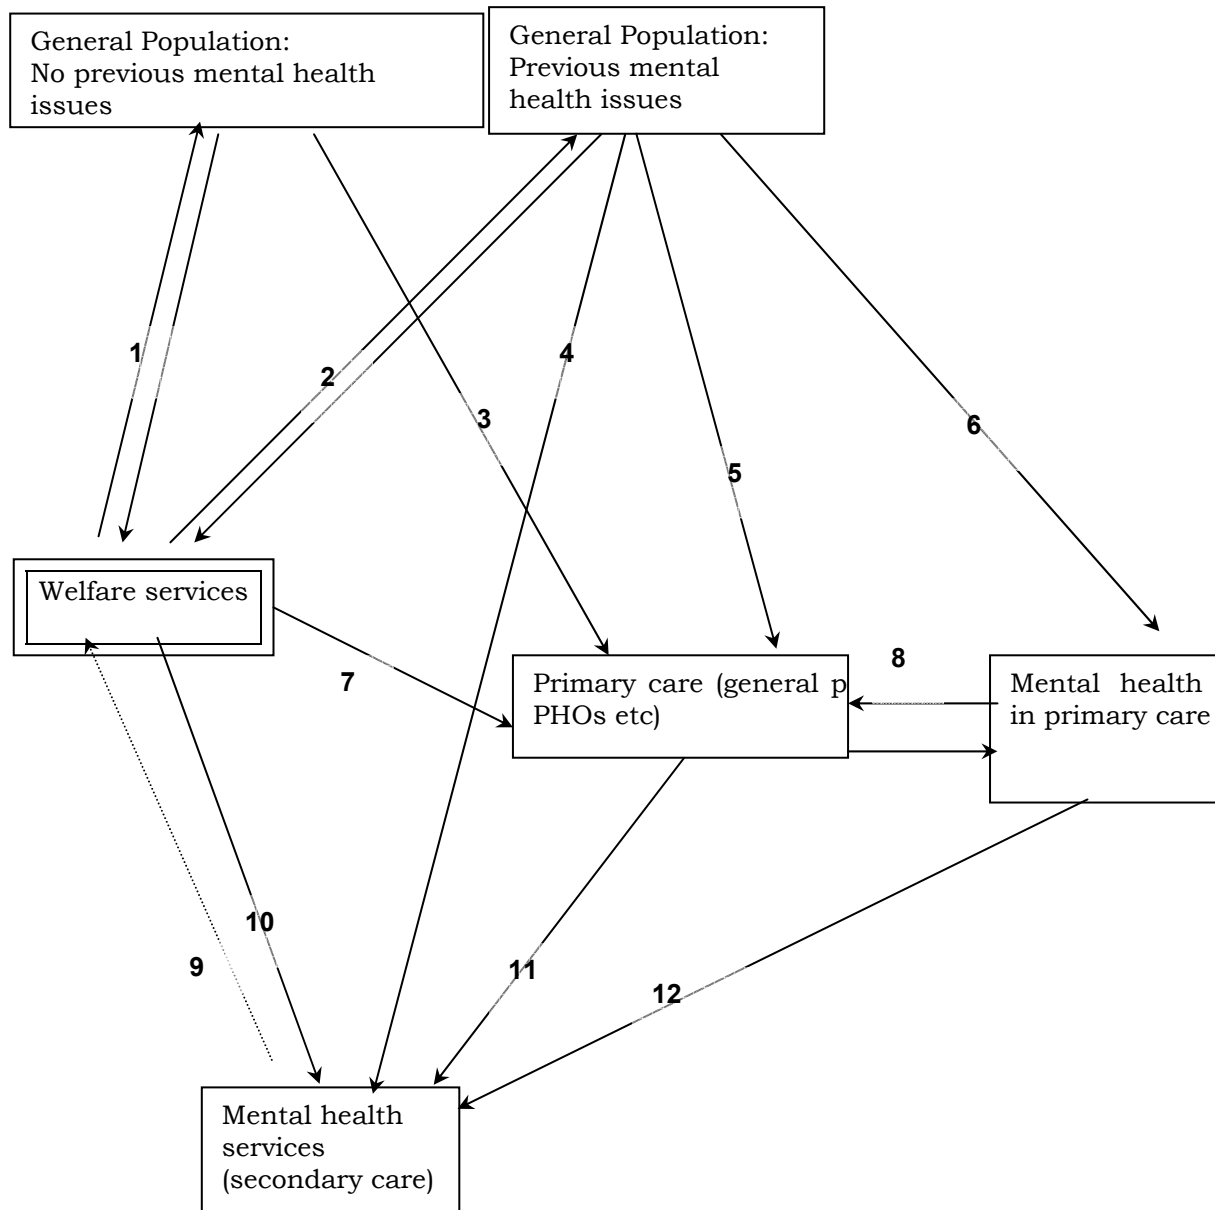 General Population:
No previous mental health
issues
General Population:
Previous mental
health issues
1
2
3
4
5
6
Welfare services
7
8
Primary care (general p
PHOs etc)
Mental health
in primary care
9
10
11
12
Mental health
services
(secondary care)